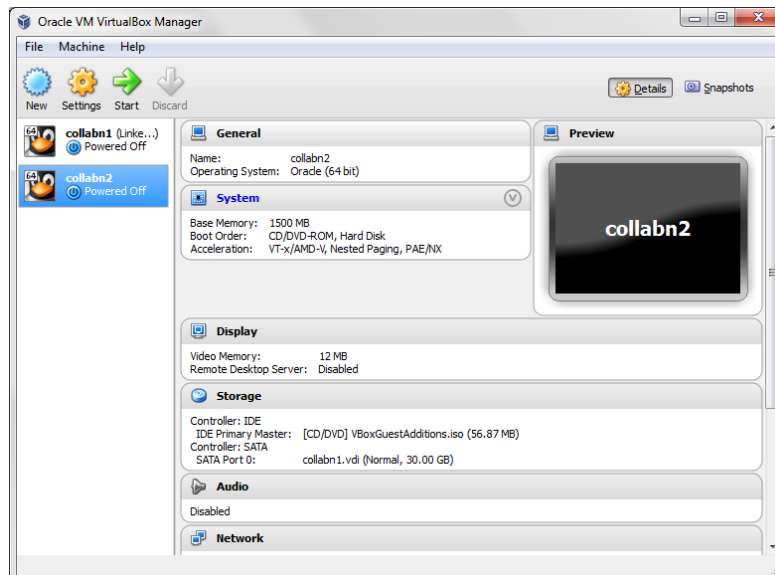 Oracle VM VirtualBox Manager
File Machine Help
New Settings Start Discard
Details Snapshots
64 collabn1 (Linke...)
Powered Off
64 collabn2
Powered Off
General
Name: collabn2
Operating System: Oracle (64 bit)
System
Base Memory: 1500 MB
Boot Order: CD/DVD-ROM, Hard Disk
Acceleration: VT-x/AMD-V, Nested Paging, PAE/NX
Preview
collabn2
Display
Video Memory: 12 MB
Remote Desktop Server: Disabled
Storage
Controller: IDE
IDE Primary Master: [CD/DVD] VBoxGuestAdditions.iso (56.87 MB)
Controller: SATA
SATA Port 0: collabn1.vdi (Normal, 30.00 GB)
Audio
Disabled
Network